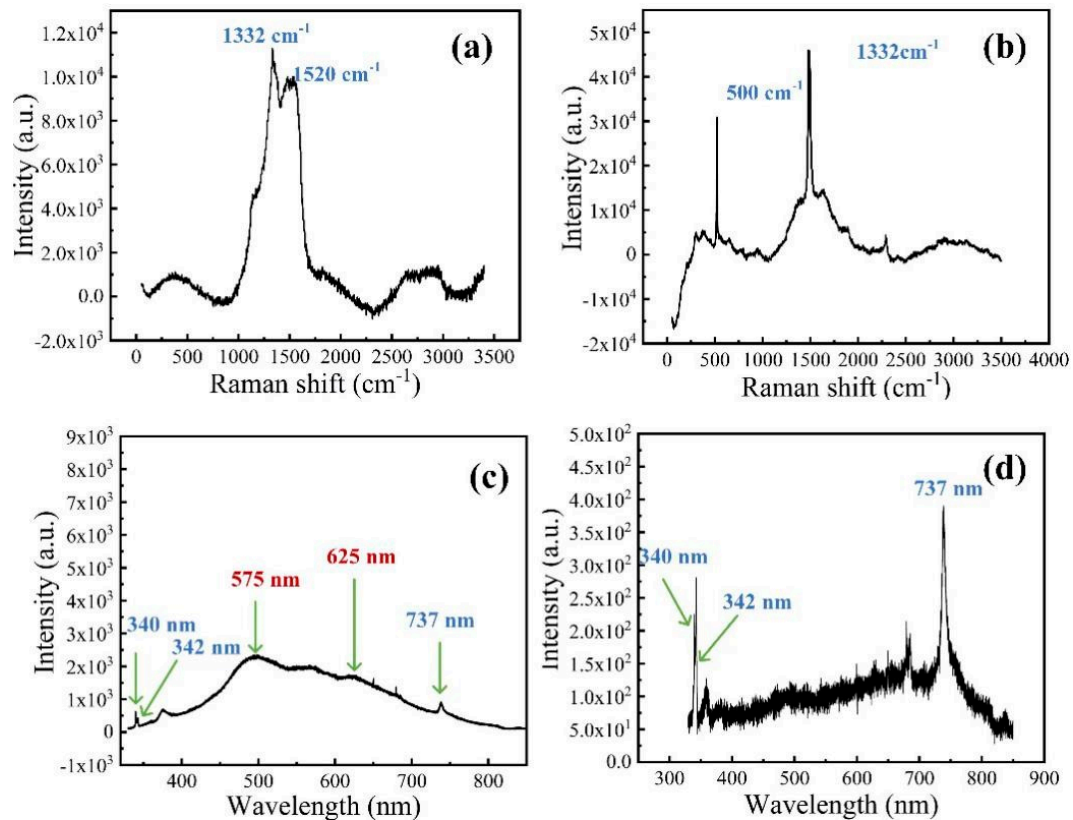 (a)
1332 cm⁻¹
1520 cm⁻¹
1.2x10⁴
1.0x10⁴
8.0x10³
6.0x10³
4.0x10³
2.0x10³
0.0
-2.0x10³
Intensity (a.u.)
0 500 1000 1500 2000 2500 3000 3500
Raman shift (cm⁻¹)
(b)
1332cm⁻¹
500 cm⁻¹
5x10⁴
4x10⁴
3x10⁴
2x10⁴
1x10⁴
0
-1x10⁴
-2x10⁴
Intensity (a.u.)
0 500 1000 1500 2000 2500 3000 3500 4000
Raman shift (cm⁻¹)
(c)
625 nm
575 nm
340 nm
342 nm
737 nm
9x10³
8x10³
7x10³
6x10³
5x10³
4x10³
3x10³
2x10³
1x10³
0
-1x10³
Intensity (a.u.)
400 500 600 700 800
Wavelength (nm)
(d)
737 nm
340 nm
342 nm
5.0x10²
4.5x10²
4.0x10²
3.5x10²
3.0x10²
2.5x10²
2.0x10²
1.5x10²
1.0x10²
5.0x10¹
0.0
Intensity (a.u.)
300 400 500 600 700 800 900
250
Wavelength (nm)